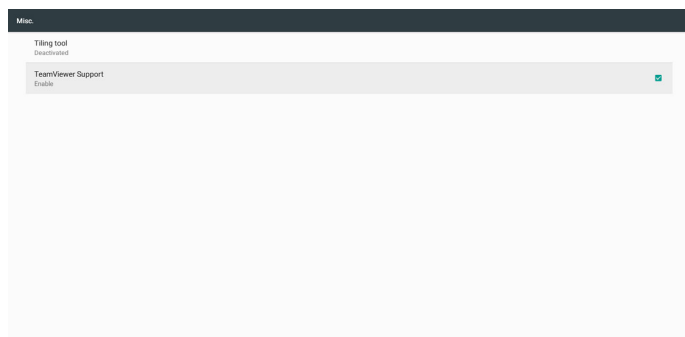 Misc.
Tiling tool
Deactivated
TeamViewer Support
Enable